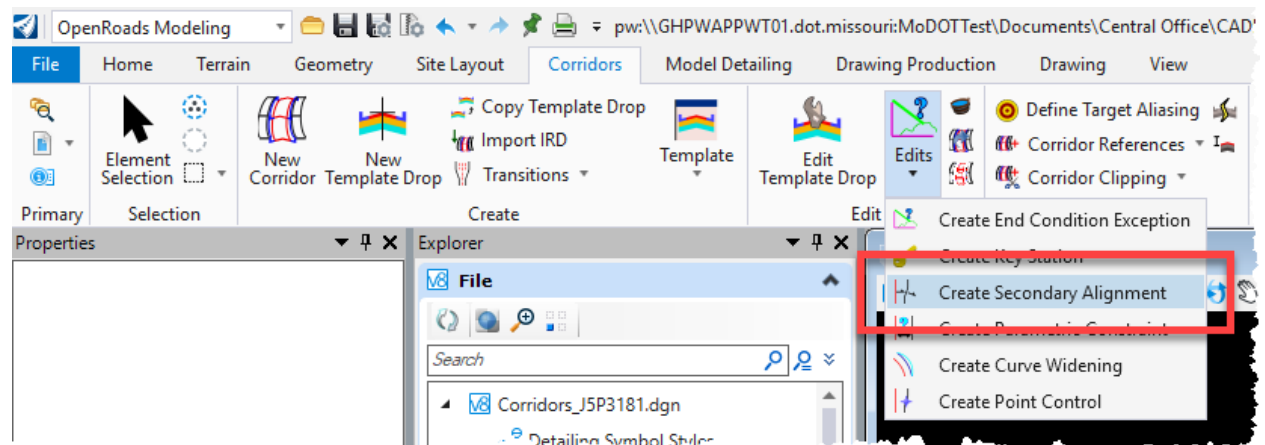 OpenRoads Modeling pw:\\GHPWAPPWT01.dot.missouri:MoDOTTest\Documents\Central Office\CAD
File Home Terrain Geometry Site Layout Corridors Model Detailing Drawing Production Drawing View
Element Selection
New Corridor
New Template Drop
Copy Template Drop
Import IRD
Transitions
Template
Edit Template Drop
Edits
Define Target Aliasing
Corridor References
Corridor Clipping
Primary Selection Create Edit
Create End Condition Exception
Create Key Station
Create Secondary Alignment
Create Parametric Constraint
Create Curve Widening
Create Point Control
Properties
Explorer
File
Search
Corridors_J5P3181.dgn
Detailing Symbol Styles